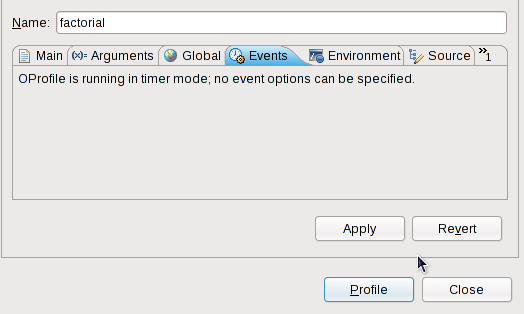 Name: factorial
Main (x)= Arguments Global Events Environment Source »1
OProfile is running in timer mode; no event options can be specified.
Apply Revert
Profile Close